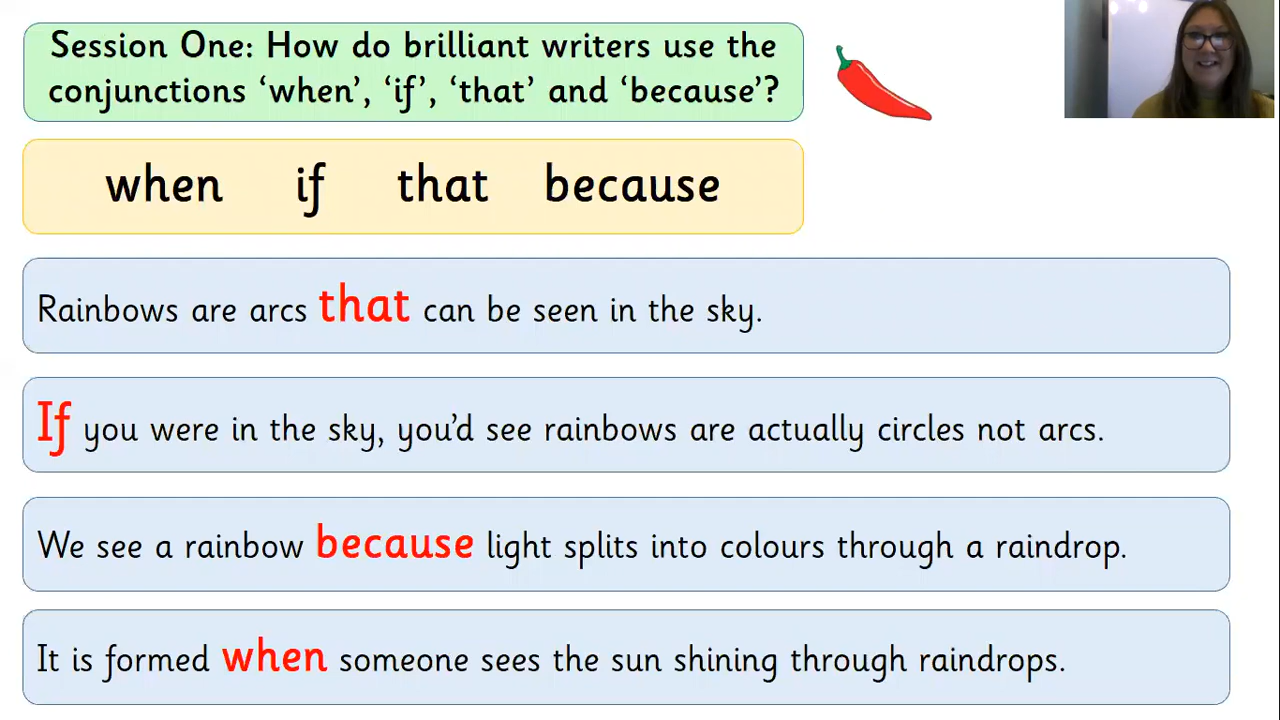 Session One: How do brilliant writers use the
conjunctions ‘when’, ‘if’, ‘that’ and ‘because’?
when if that because
Rainbows are arcs that can be seen in the sky.
If you were in the sky, you’d see rainbows are actually circles not arcs.
We see a rainbow because light splits into colours through a raindrop.
It is formed when someone sees the sun shining through raindrops.